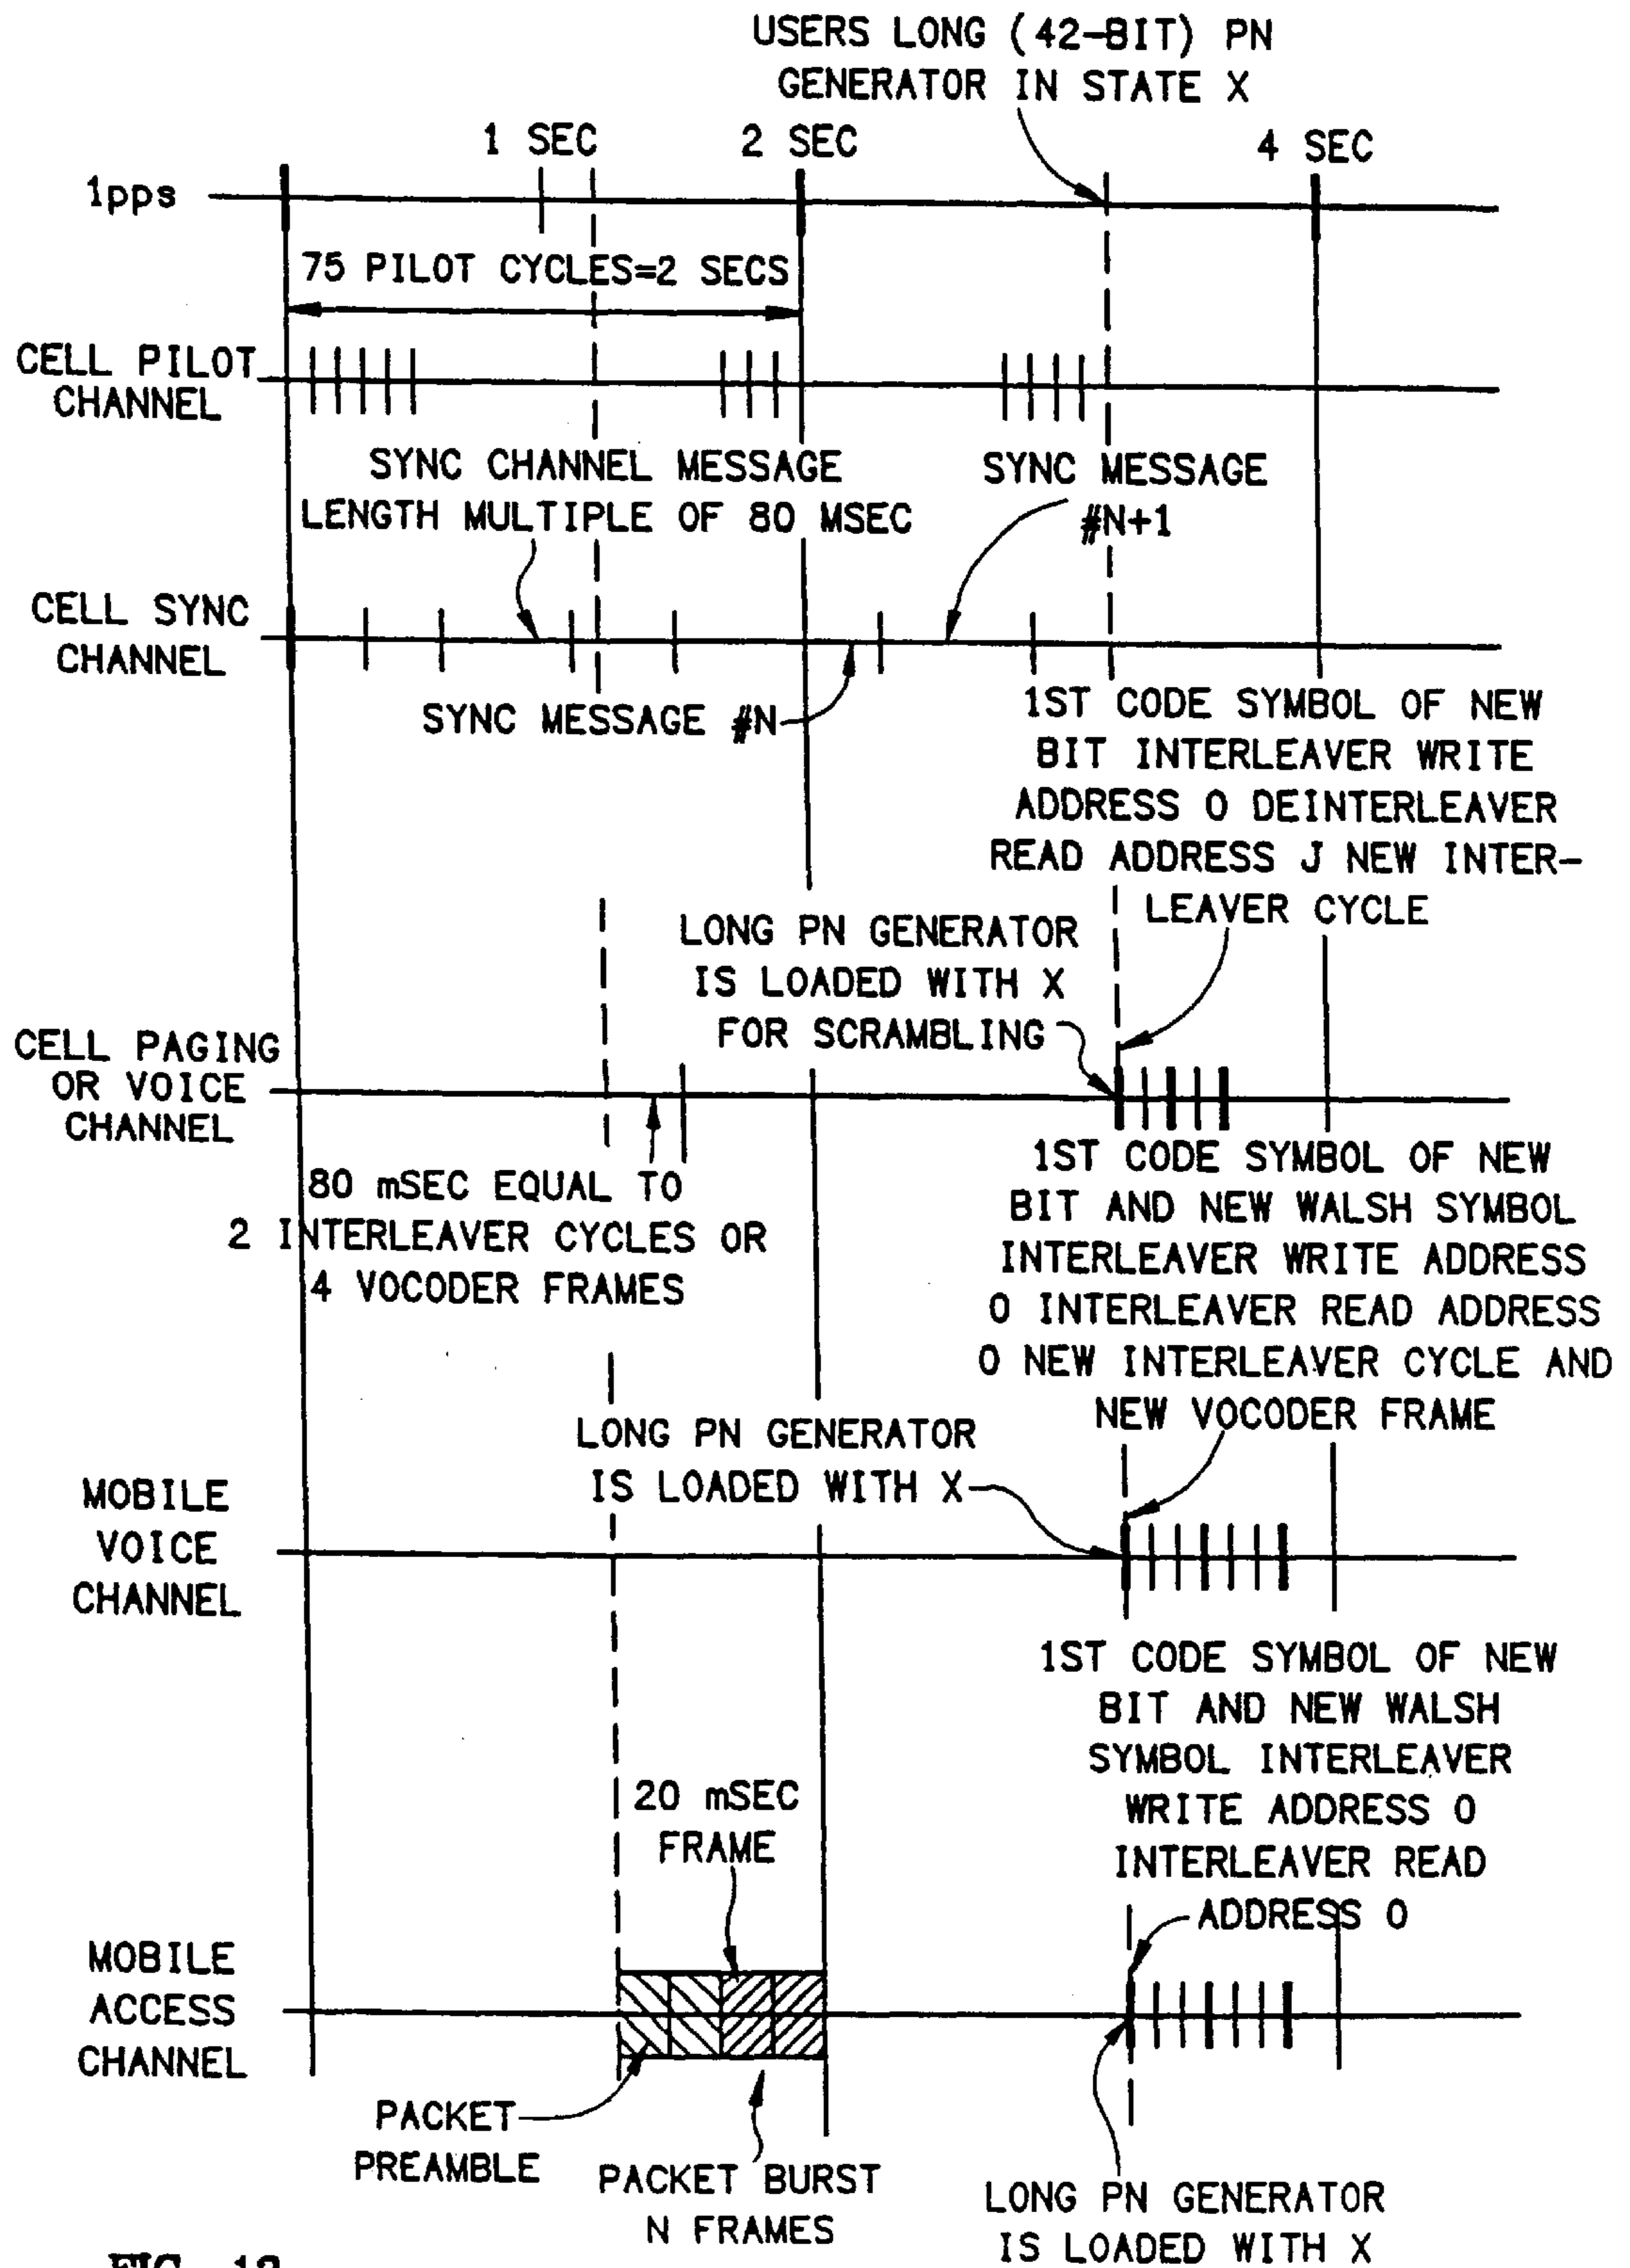 USERS LONG (42-BIT) PN
GENERATOR IN STATE X
1 SEC
2 SEC
4 SEC
1pps
75 PILOT CYCLES=2 SECS
CELL PILOT
CHANNEL
SYNC CHANNEL MESSAGE
LENGTH MULTIPLE OF 80 MSEC
SYNC MESSAGE
#N+1
CELL SYNC
CHANNEL
SYNC MESSAGE #N
1ST CODE SYMBOL OF NEW
BIT INTERLEAVER WRITE
ADDRESS 0 DEINTERLEAVER
READ ADDRESS J NEW INTER-
LEAVER CYCLE
LONG PN GENERATOR
IS LOADED WITH X
FOR SCRAMBLING
CELL PAGING
OR VOICE
CHANNEL
80 mSEC EQUAL TO
2 INTERLEAVER CYCLES OR
4 VOCODER FRAMES
1ST CODE SYMBOL OF NEW
BIT AND NEW WALSH SYMBOL
INTERLEAVER WRITE ADDRESS
0 INTERLEAVER READ ADDRESS
0 NEW INTERLEAVER CYCLE AND
NEW VOCODER FRAME
LONG PN GENERATOR
IS LOADED WITH X
MOBILE
VOICE
CHANNEL
1ST CODE SYMBOL OF NEW
BIT AND NEW WALSH
SYMBOL INTERLEAVER
WRITE ADDRESS 0
INTERLEAVER READ
ADDRESS 0
20 mSEC
FRAME
MOBILE
ACCESS
CHANNEL
PACKET
PREAMBLE
PACKET BURST
N FRAMES
LONG PN GENERATOR
IS LOADED WITH X